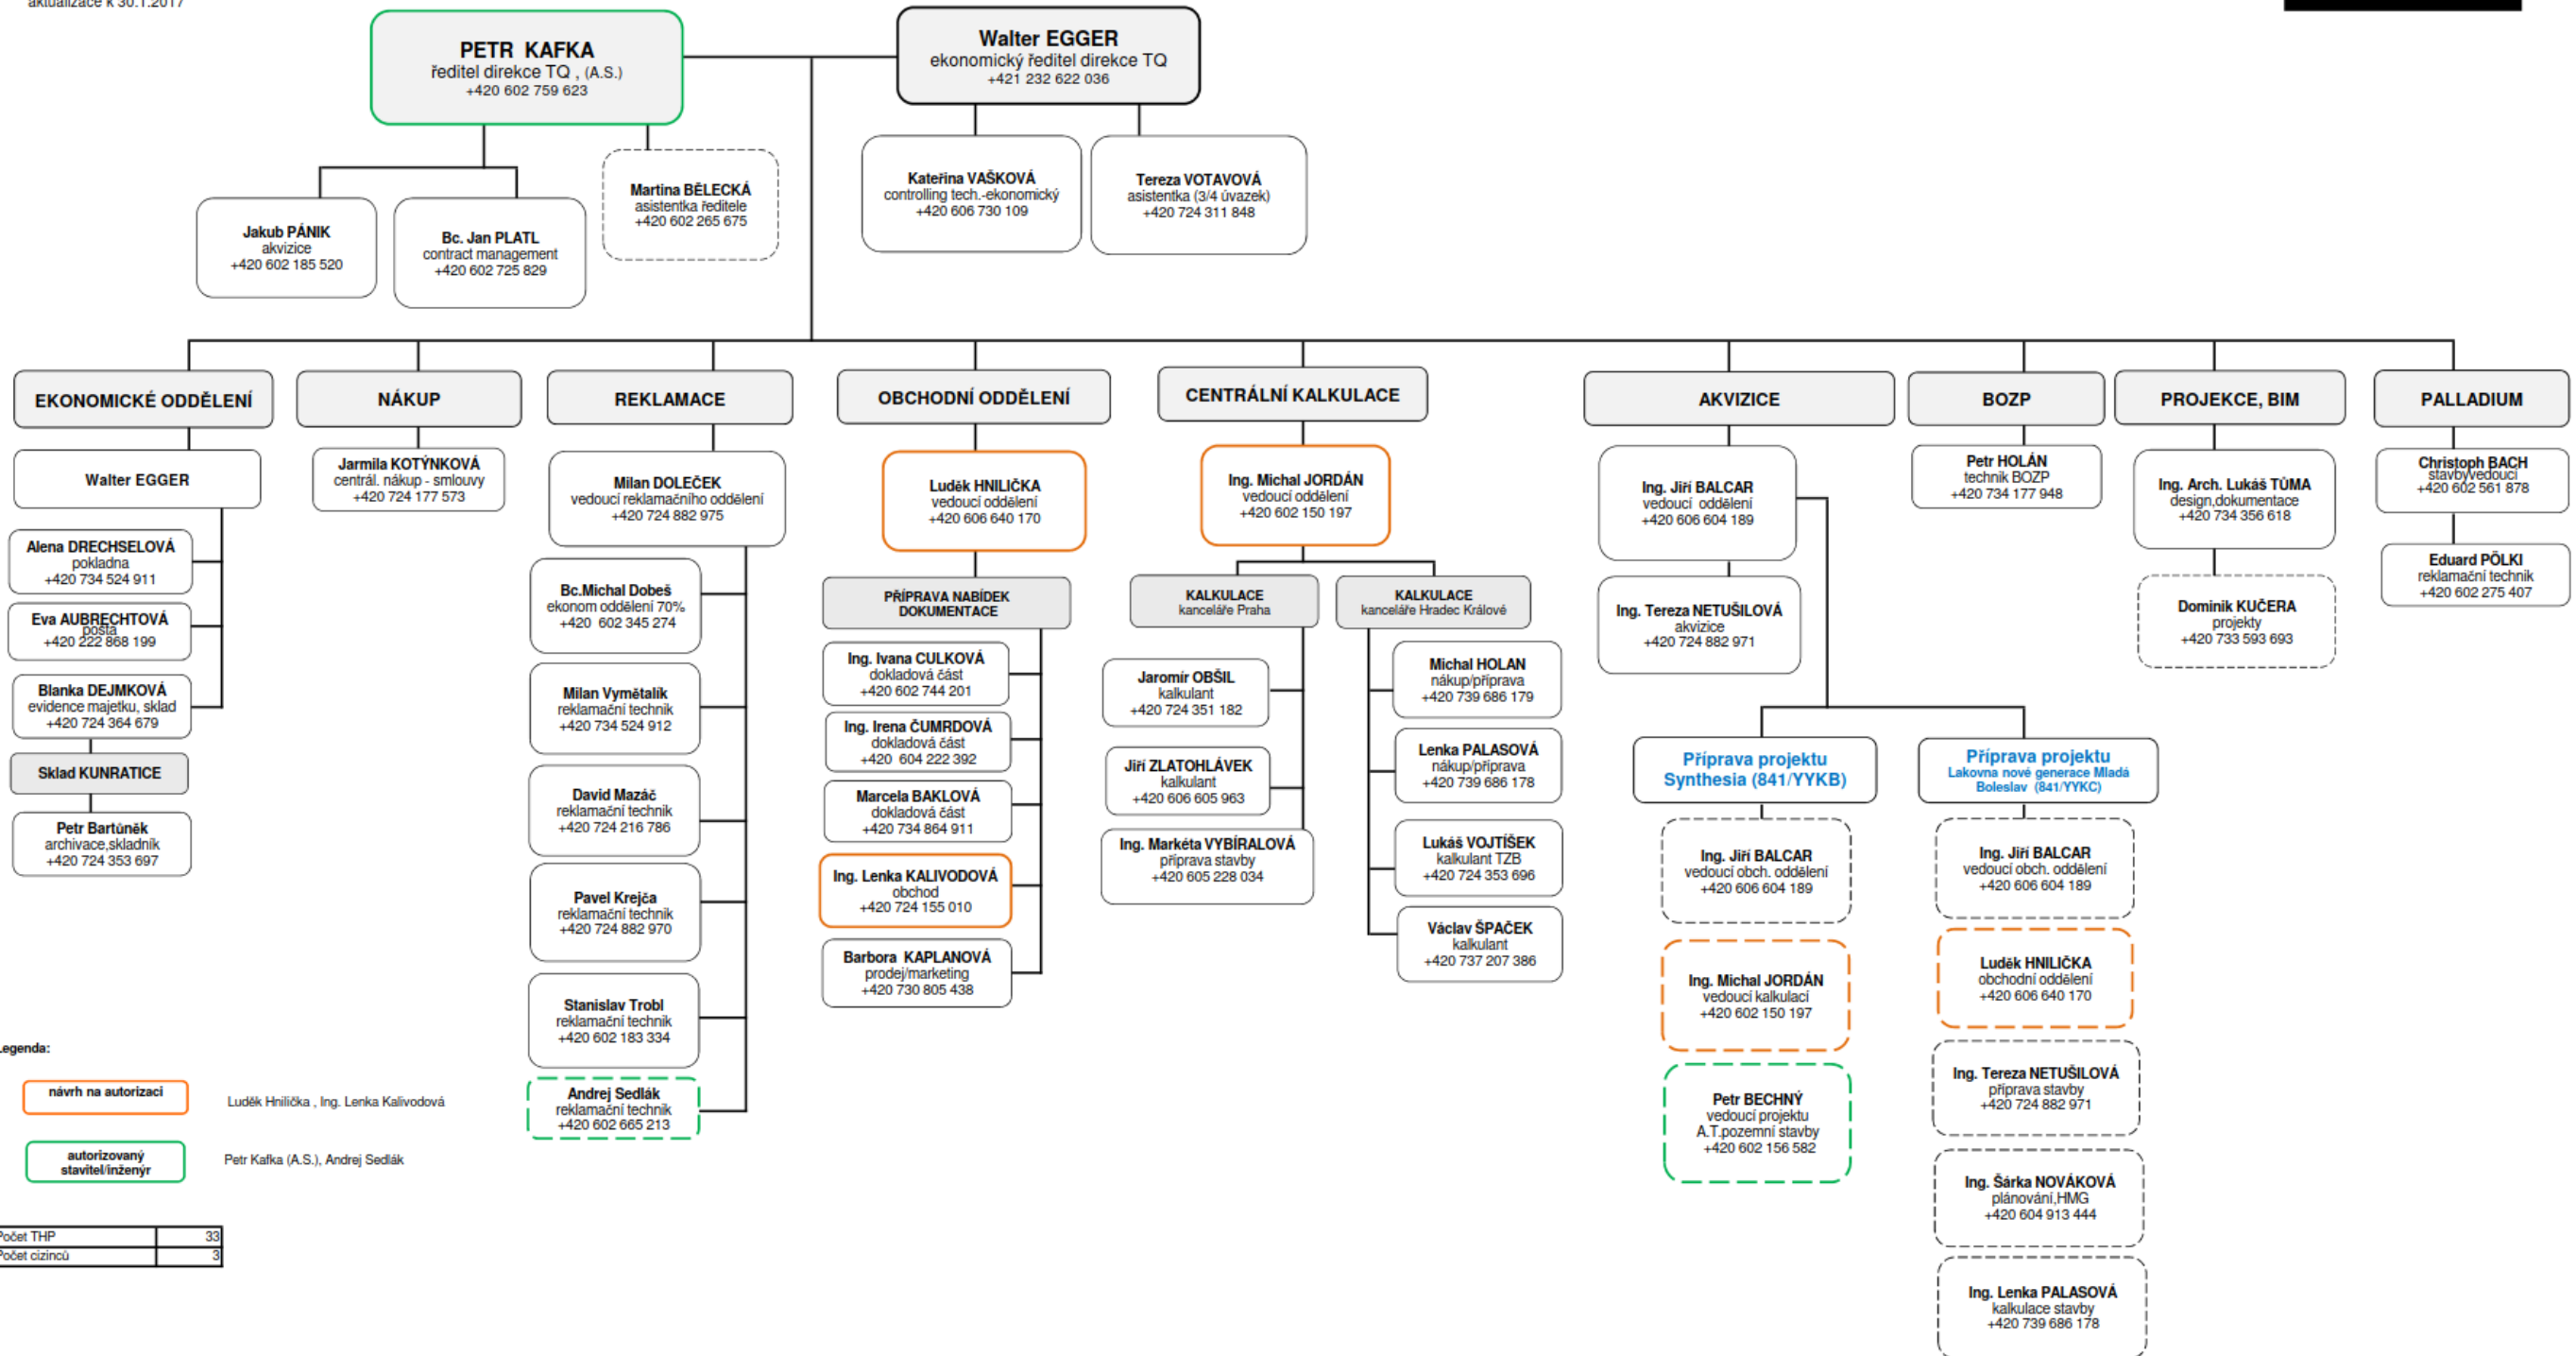 aktualizace k 30.1.2017
PETR KAFKA
ředitel direkce TQ , (A.S.)
+420 602 759 623
Walter EGGER
ekonomický ředitel direkce TQ
+421 232 622 036
Jakub PÁNIK
akvizice
+420 602 185 520
Bc. Jan PLATL
contract management
+420 602 725 829
Martina BĚLECKÁ
asistentka ředitele
+420 602 265 675
Kateřina VAŠKOVÁ
controlling tech.-ekonomický
+420 606 730 109
Tereza VOTAVOVÁ
asistentka (3/4 úvazek)
+420 724 311 848
EKONOMICKÉ ODDĚLENÍ
Walter EGGER
Alena DRECHSELOVÁ
pokladna
+420 734 524 911
Eva AUBRECHTOVÁ
pošta
+420 222 868 199
Blanka DEJMKOVÁ
evidence majetku, sklad
+420 724 364 679
Sklad KUNRATICE
Petr Bartůněk
archivace,skladník
+420 724 353 697
NÁKUP
Jarmila KOTÝNKOVÁ
centrál. nákup - smlouvy
+420 724 177 573
REKLAMACE
Milan DOLEČEK
vedoucí reklamačního oddělení
+420 724 882 975
Bc.Michal Dobeš
ekonom oddělení 70%
+420 602 345 274
Milan Vymětalík
reklamační technik
+420 734 524 912
David Mazáč
reklamační technik
+420 724 216 786
Pavel Krejča
reklamační technik
+420 724 882 970
Stanislav Trobl
reklamační technik
+420 602 183 334
Andrej Sedlák
reklamační technik
+420 602 665 213
OBCHODNÍ ODDĚLENÍ
Luděk HNILIČKA
vedoucí oddělení
+420 606 640 170
PŘÍPRAVA NABÍDEK
DOKUMENTACE
Ing. Ivana CULKOVÁ
dokladová část
+420 602 744 201
Ing. Irena ČUMRDOVÁ
dokladová část
+420 604 222 392
Marcela BAKLOVÁ
dokladová část
+420 734 864 911
Ing. Lenka KALIVODOVÁ
obchod
+420 724 155 010
Barbora KAPLANOVÁ
prodej/marketing
+420 730 805 438
CENTRÁLNÍ KALKULACE
Ing. Michal JORDÁN
vedoucí oddělení
+420 602 150 197
KALKULACE
kanceláře Praha
Jaromír OBŠIL
kalkulant
+420 724 351 182
Jiří ZLATOHLÁVEK
kalkulant
+420 606 605 963
Ing. Markéta VYBÍRALOVÁ
příprava stavby
+420 605 228 034
KALKULACE
kanceláře Hradec Králové
Michal HOLAN
nákup/příprava
+420 739 686 179
Lenka PALASOVÁ
nákup/příprava
+420 739 686 178
Lukáš VOJTÍŠEK
kalkulant TZB
+420 724 353 696
Václav ŠPAČEK
kalkulant
+420 737 207 386
AKVIZICE
Ing. Jiří BALCAR
vedoucí oddělení
+420 606 604 189
Ing. Tereza NETUŠILOVÁ
akvizice
+420 724 882 971
Příprava projektu
Synthesia (841/YYKB)
Ing. Jiří BALCAR
vedoucí obch. oddělení
+420 606 604 189
Ing. Michal JORDÁN
vedoucí kalkulací
+420 602 150 197
Petr BECHNÝ
vedoucí projektu
A.T.pozemní stavby
+420 602 156 582
Příprava projektu
Lakovna nové generace Mladá
Boleslav (841/YYKC)
Ing. Jiří BALCAR
vedoucí obch. oddělení
+420 606 604 189
Luděk HNILIČKA
obchodní oddělení
+420 606 640 170
Ing. Tereza NETUŠILOVÁ
příprava stavby
+420 724 882 971
Ing. Šárka NOVÁKOVÁ
plánování,HMG
+420 604 913 444
Ing. Lenka PALASOVÁ
kalkulace stavby
+420 739 686 178
BOZP
Petr HOLÁN
technik BOZP
+420 734 177 948
PROJEKCE, BIM
Ing. Arch. Lukáš TŮMA
design,dokumentace
+420 734 356 618
Dominik KUČERA
projekty
+420 733 593 693
PALLADIUM
Christoph BACH
stavbyvedoucí
+420 602 561 878
Eduard PÖLKI
reklamační technik
+420 602 275 407
Legenda:
návrh na autorizaci
Luděk Hnilička , Ing. Lenka Kalivodová
autorizovaný
stavitel/inženýr
Petr Kafka (A.S.), Andrej Sedlák
Počet THP 33
Počet cizinců 3